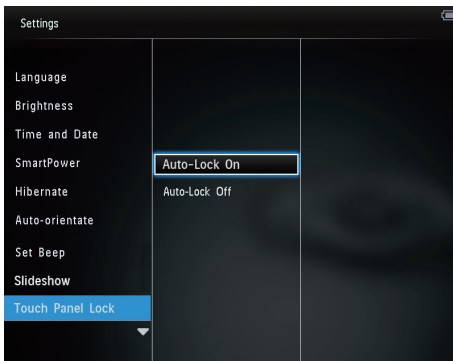 Settings
Language
Brightness
Time and Date
SmartPower
Hibernate
Auto-orientate
Set Beep
Slideshow
Touch Panel Lock
Auto-Lock On
Auto-Lock Off